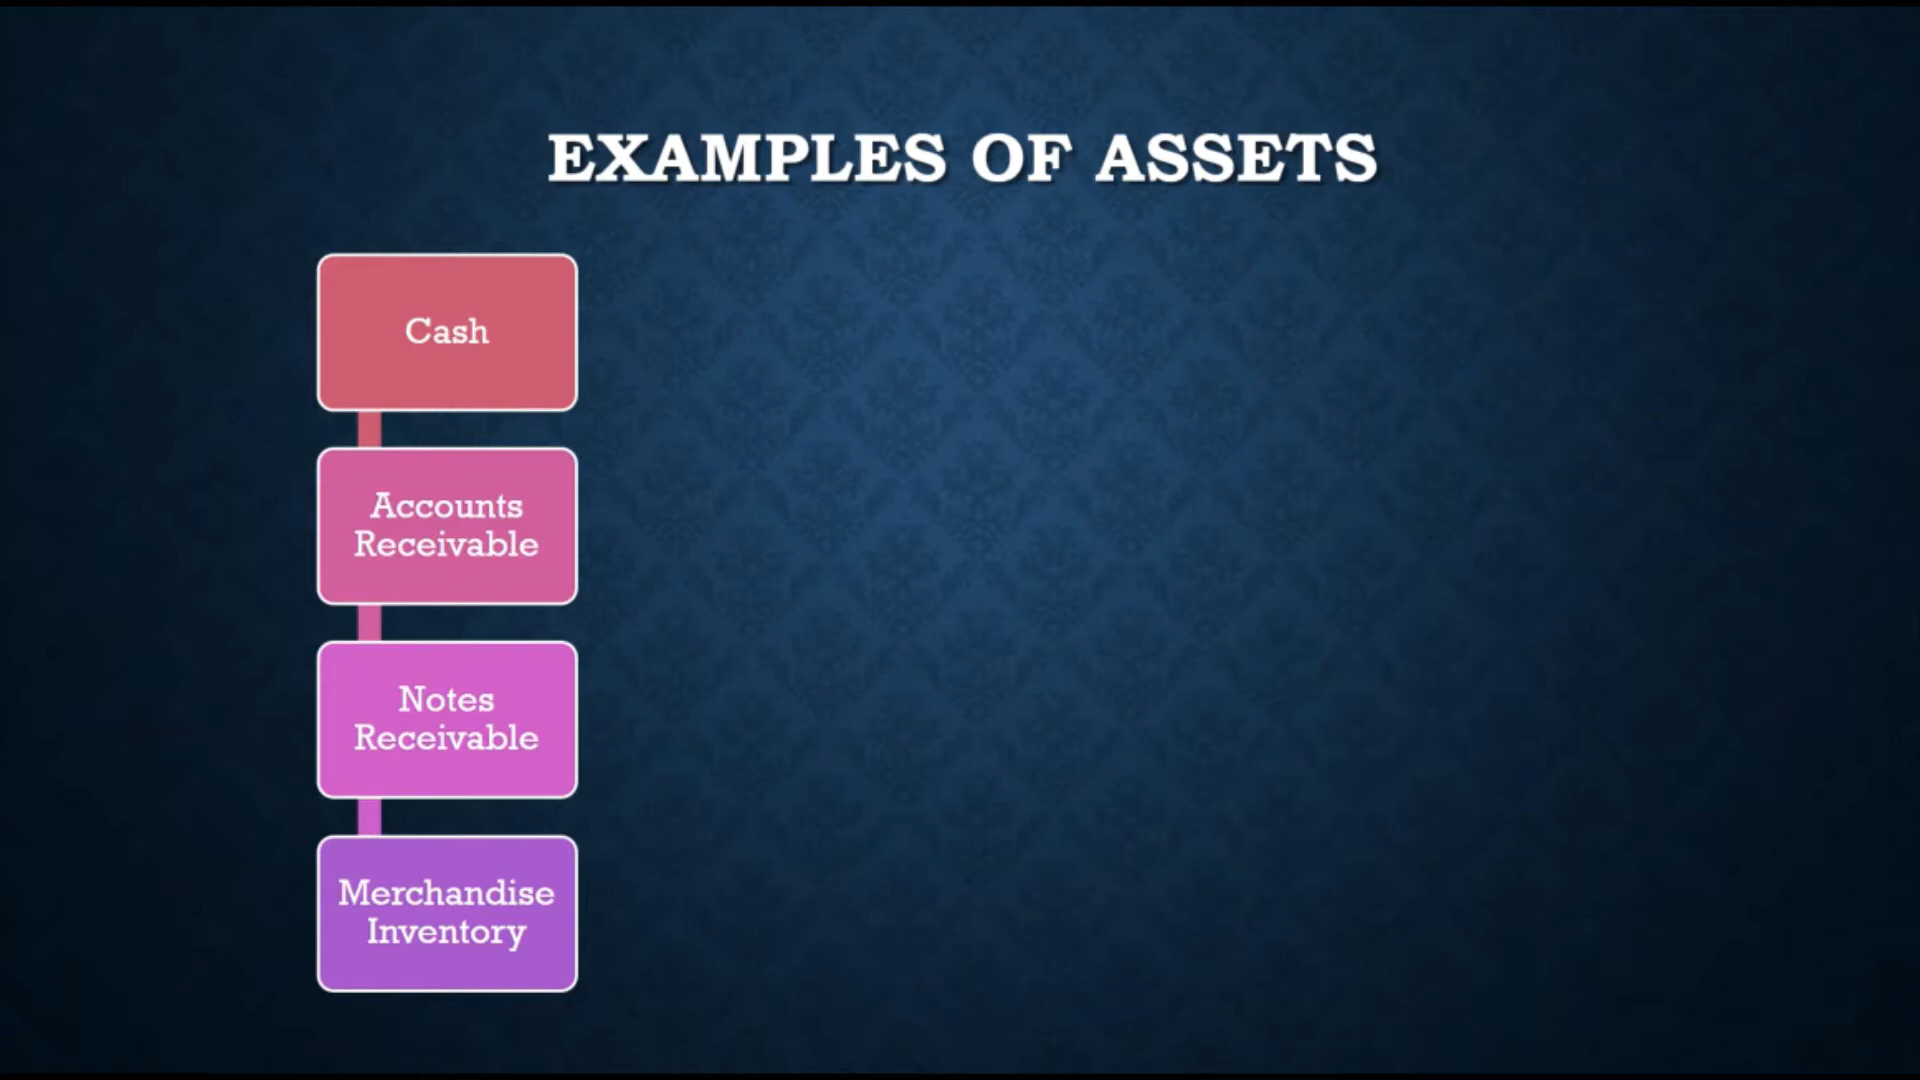 EXAMPLES OF ASSETS
Cash
Accounts
Receivable
Notes
Receivable
Merchandise
Inventory